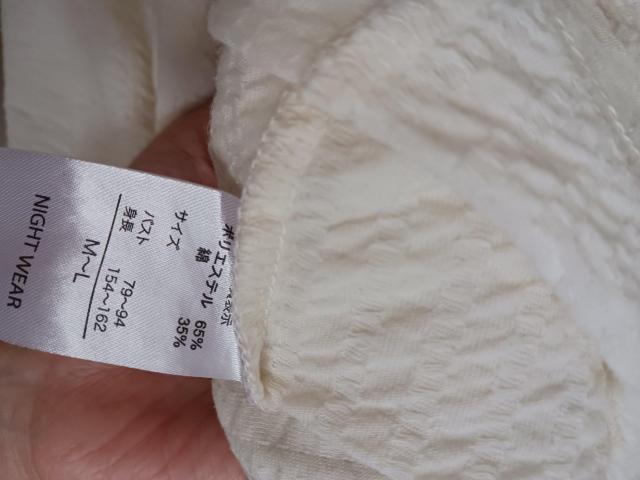 ポリエステル 65%
綿 35%
サイズ M~L
バスト 79~94
身長 154~162
NIGHT WEAR